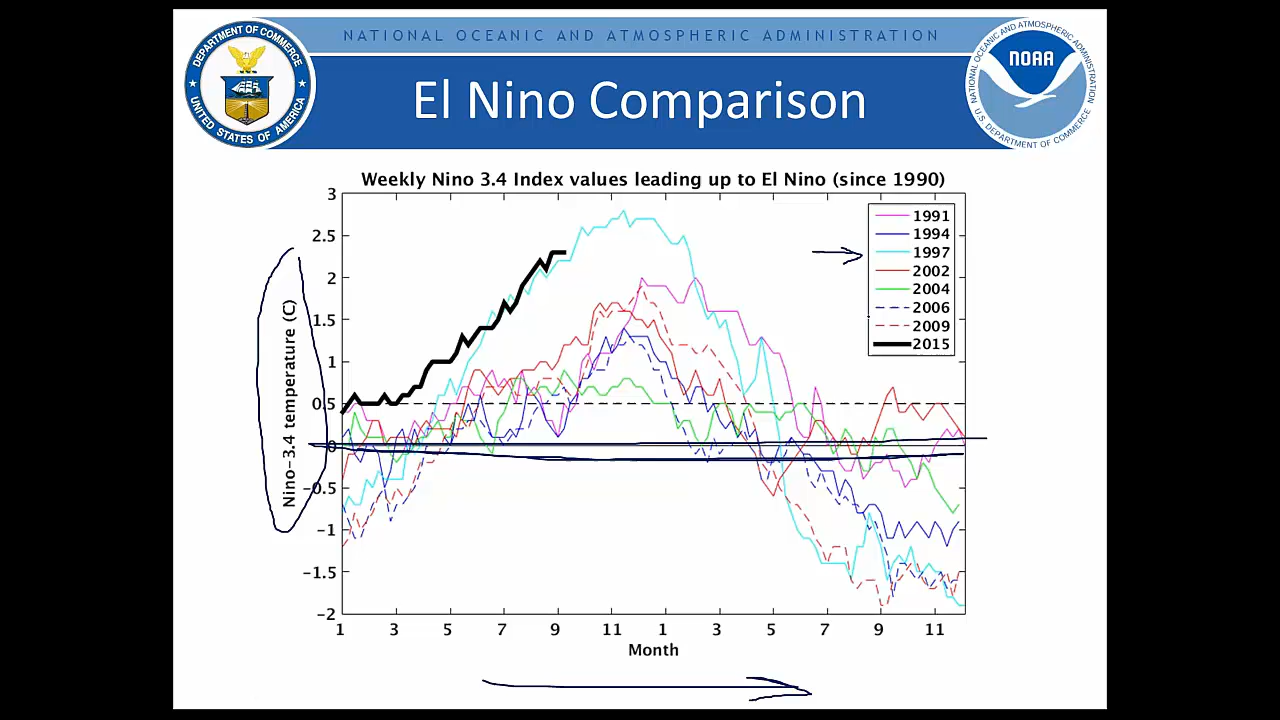 NATIONAL OCEANIC AND ATMOSPHERIC ADMINISTRATION
DEPARTMENT OF COMMERCE
UNITED STATES OF AMERICA
NATIONAL OCEANIC AND ATMOSPHERIC ADMINISTRATION
U.S. DEPARTMENT OF COMMERCE
NOAA
El Nino Comparison
Weekly Nino 3.4 Index values leading up to El Nino (since 1990)
Nino-3.4 temperature (C)
3
2.5
2
1.5
1
0.5
0
-0.5
-1
-1.5
-2
1991
1994
1997
2002
2004
2006
2009
2015
1 3 5 7 9 11 1 3 5 7 9 11
Month